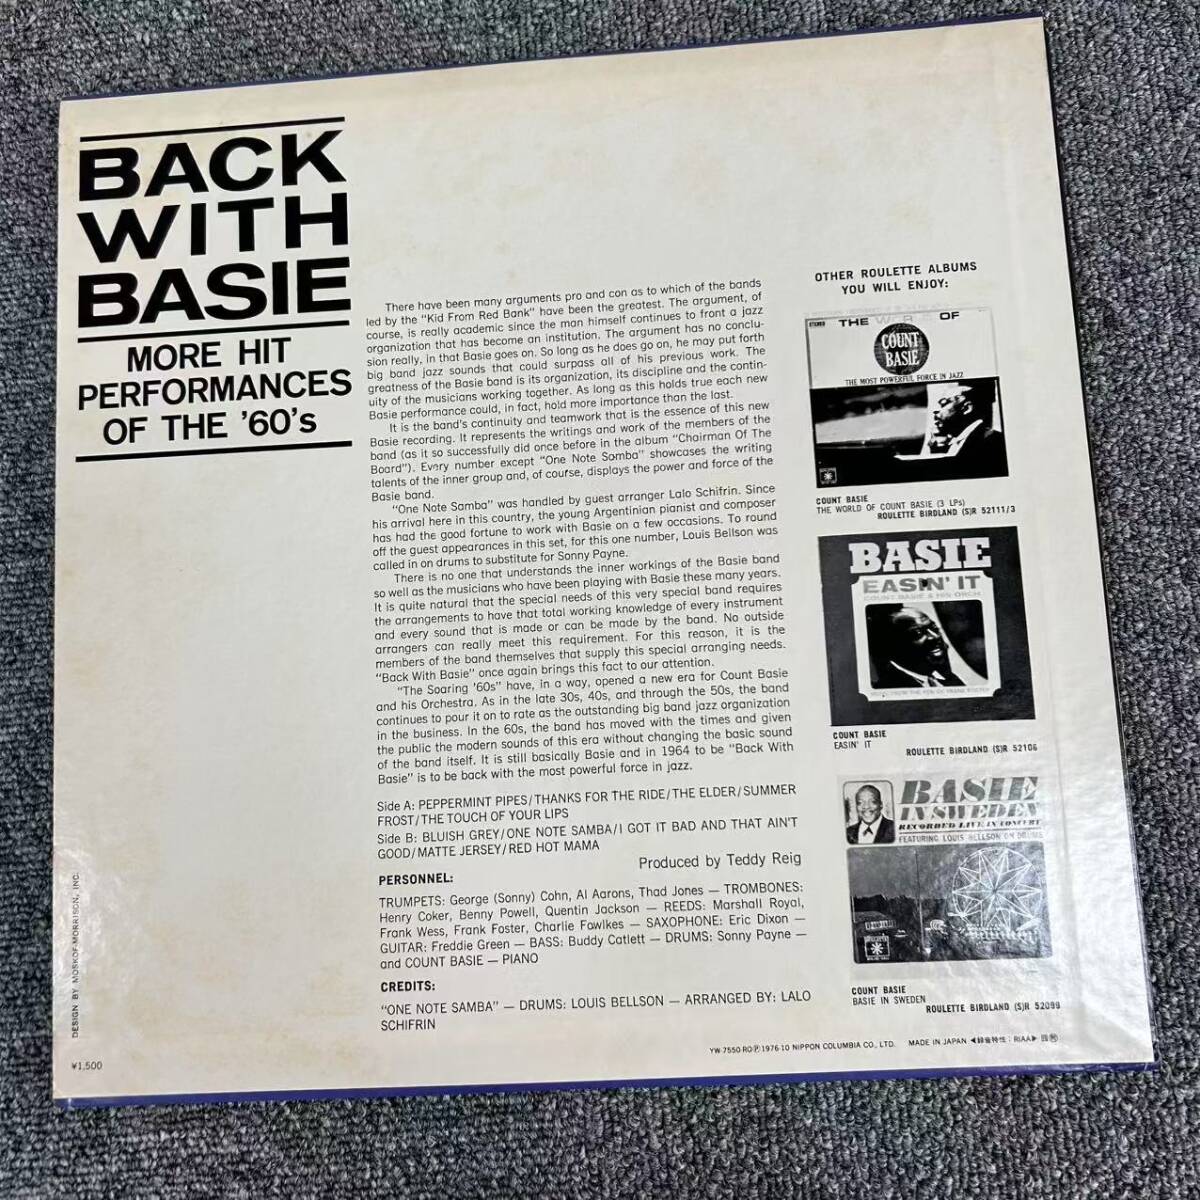 BACK
WITH
BASIE
MORE HIT
PERFORMANCES
OF THE '60's
There have been many arguments pro and con as to which of the bands
led by the "Kid From Red Bank" have been the greatest. The argument, of
course, is really academic since the man himself continues to front a jazz
organization that has become an institution. The argument has no conclu-
sion really, in that Basie goes on. So long as he does go on, he may put forth
big band jazz sounds that could surpass all of his previous work. The
greatness of the Basie band is its organization, its discipline and the contin-
uity of the musicians working together. As long as this holds true each new
Basie performance could, in fact, hold more importance than the last.
It is the band's continuity and teamwork that is the essence of this new
Basie recording. It represents the writings and work of the members of the
band (as it so successfully did once before in the album "Chairman Of The
Board"). Every number except "One Note Samba" showcases the writing
talents of the inner group and, of course, displays the power and force of the
Basie band.
"One Note Samba" was handled by guest arranger Lalo Schifrin. Since
his arrival here in this country, the young Argentinian pianist and composer
has had the good fortune to work with Basie on a few occasions. To round
off the guest appearances in this set, for this one number, Louis Bellson was
called in on drums to substitute for Sonny Payne.
There is no one that understands the inner workings of the Basie band
so well as the musicians who have been playing with Basie these many years.
It is quite natural that the special needs of this very special band requires
the arrangements to have that total working knowledge of every instrument
and every sound that is made or can be made by the band. No outside
arrangers can really meet this requirement. For this reason, it is the
members of the band themselves that supply this special arranging needs.
"Back With Basie" once again brings this fact to our attention.
"The Soaring '60s" have, in a way, opened a new era for Count Basie
and his Orchestra. As in the late 30s, 40s, and through the 50s, the band
continues to pour it on to rate as the outstanding big band jazz organization
in the business. In the 60s, the band has moved with the times and given
the public the modern sounds of this era without changing the basic sound
of the band itself. It is still basically Basie and in 1964 to be "Back With
Basie" is to be back with the most powerful force in jazz.
Side A: PEPPERMINT PIPES/THANKS FOR THE RIDE/THE ELDER/SUMMER
FROST/THE TOUCH OF YOUR LIPS
Side B: BLUISH GREY/ONE NOTE SAMBA/I GOT IT BAD AND THAT AIN'T
GOOD/MATTE JERSEY/RED HOT MAMA
Produced by Teddy Reig
PERSONNEL:
TRUMPETS: George (Sonny) Cohn, Al Aarons, Thad Jones — TROMBONES:
Henry Coker, Benny Powell, Quentin Jackson — REEDS: Marshall Royal,
Frank Wess, Frank Foster, Charlie Fowlkes — SAXOPHONE: Eric Dixon —
GUITAR: Freddie Green — BASS: Buddy Catlett — DRUMS: Sonny Payne —
and COUNT BASIE — PIANO
CREDITS:
"ONE NOTE SAMBA" — DRUMS: LOUIS BELLSON — ARRANGED BY: LALO
SCHIFRIN
OTHER ROULETTE ALBUMS
YOU WILL ENJOY:
STEREO
THE WORLD OF
COUNT
BASIE
THE MOST POWERFUL FORCE IN JAZZ
COUNT BASIE
THE WORLD OF COUNT BASIE (3 LPs)
ROULETTE BIRDLAND (S)R 52111/3
BASIE
EASIN' IT
COUNT BASIE & HIS ORCH.
MUSIC FROM THE PEN OF FRANK FOSTER
COUNT BASIE
EASIN' IT
ROULETTE BIRDLAND (S)R 52106
BASIE
IN SWEDEN
RECORDED LIVE IN CONCERT
FEATURING LOUIS BELLSON ON DRUMS
COUNT BASIE
BASIE IN SWEDEN
ROULETTE BIRDLAND (S)R 52099
DESIGN BY MOSKOF-MORRISON, INC.
¥1,500
YW-7550-RO Ⓟ 1976·10 NIPPON COLUMBIA CO., LTD. MADE IN JAPAN ◀録音特性：RIAA▶